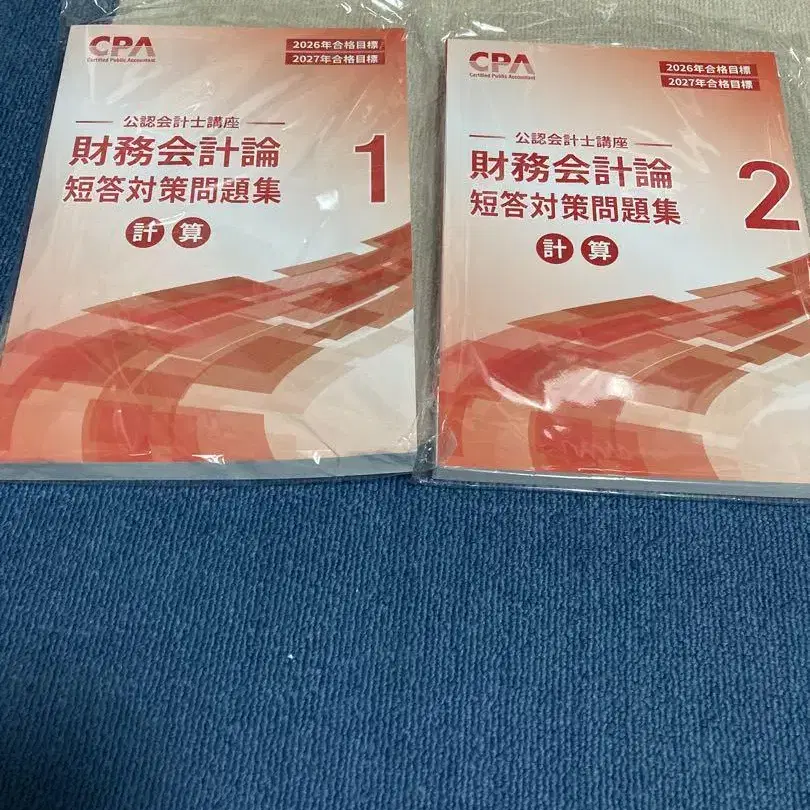 CPA
Certified Public Accountant
2026年合格目標
2027年合格目標
公認会計士講座
財務会計論
短答対策問題集
1
計算
CPA
Certified Public Accountant
2026年合格目標
2027年合格目標
公認会計士講座
財務会計論
短答対策問題集
2
計算